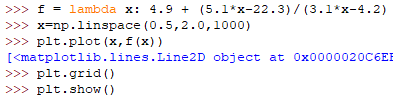 >>> f = lambda x: 4.9 + (5.1*x-22.3)/(3.1*x-4.2)
>>> x=np.linspace(0.5,2.0,1000)
>>> plt.plot(x,f(x))
[<matplotlib.lines.Line2D object at 0x0000020C6EE
>>> plt.grid()
>>> plt.show()